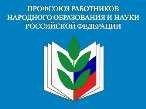 ПРОФСОЮЗ РАБОТНИКОВ
НАРОДНОГО ОБРАЗОВАНИЯ И НАУКИ
РОССИЙСКОЙ ФЕДЕРАЦИИ